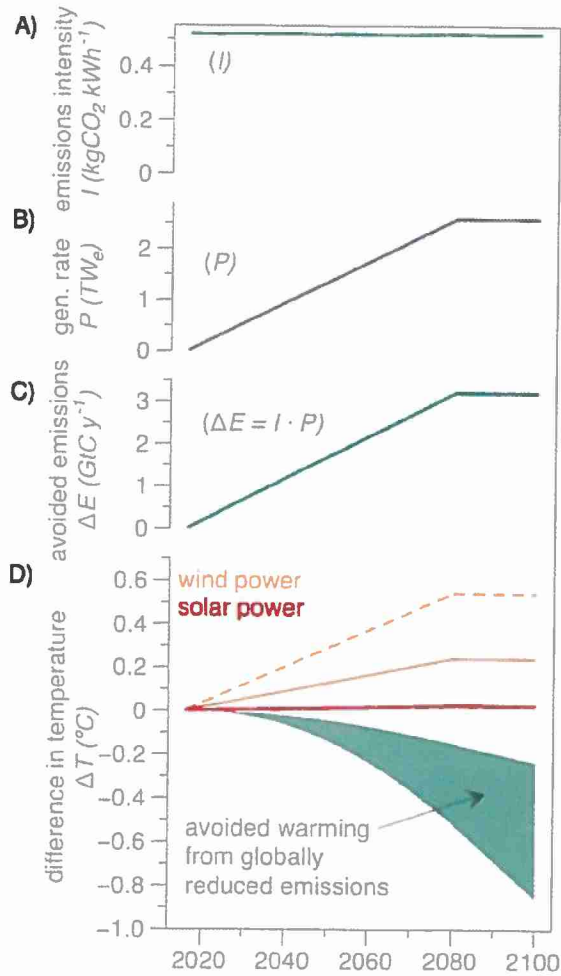 A)
emissions intensity
I (kgCO₂ kWh⁻¹)
0.4
0.2
0
(I)
B)
gen. rate
P (TWₑ)
2
1
0
(P)
C)
avoided emissions
ΔE (GtC y⁻¹)
3
2
1
0
(ΔE = I · P)
D)
difference in temperature
ΔT (°C)
0.6
0.4
0.2
0
-0.2
-0.4
-0.6
-0.8
-1.0
wind power
solar power
avoided warming
from globally
reduced emissions
2020 2040 2060 2080 2100